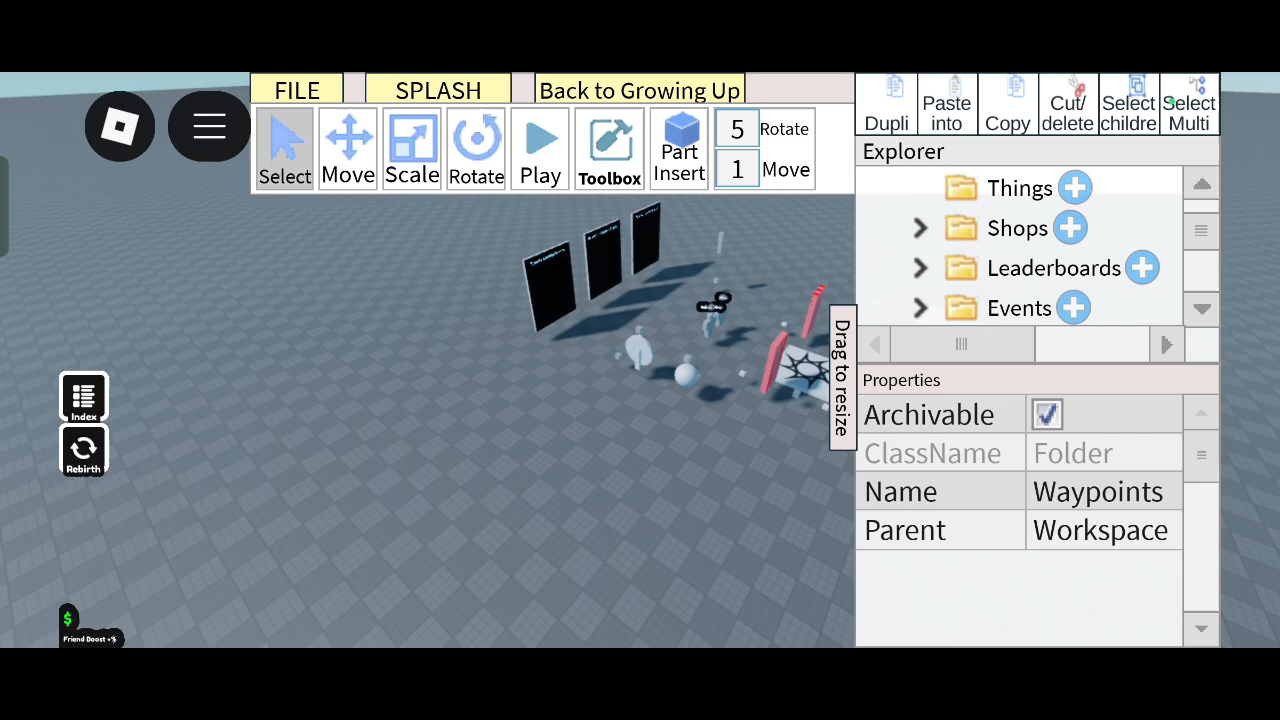 FILE
SPLASH
Back to Growing Up
Select
Move
Scale
Rotate
Play
Toolbox
Part
Insert
5
Rotate
1
Move
Dupli
Paste
into
Copy
Cut/
delete
Select
childre
Select
Multi
Explorer
Things
Shops
Leaderboards
Events
Drag to resize
Properties
Archivable
ClassName Folder
Name Waypoints
Parent Workspace
Index
Rebirth
$
Friend Boost +%